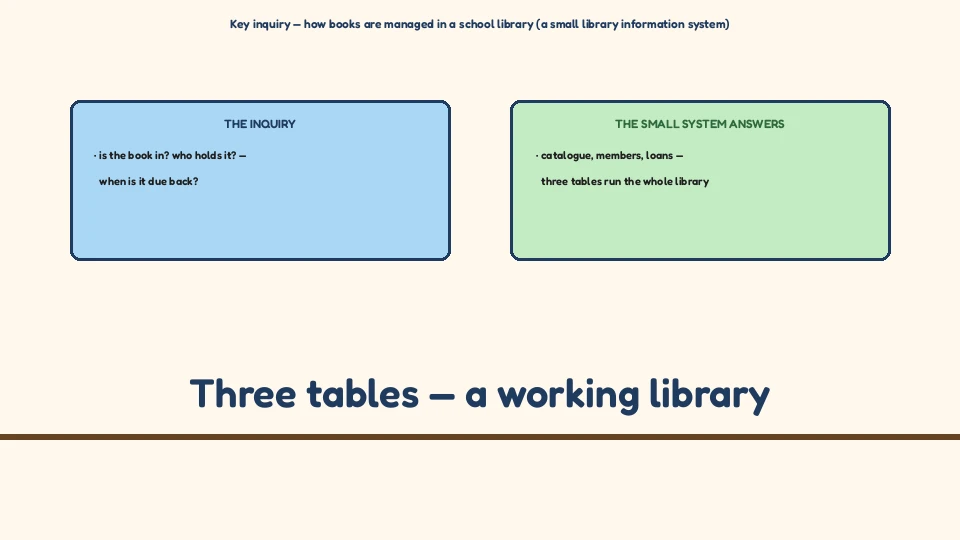 Key inquiry — how books are managed in a school library (a small library information system)
THE INQUIRY
· is the book in? who holds it? —
when is it due back?
THE SMALL SYSTEM ANSWERS
· catalogue, members, loans —
three tables run the whole library
Three tables — a working library